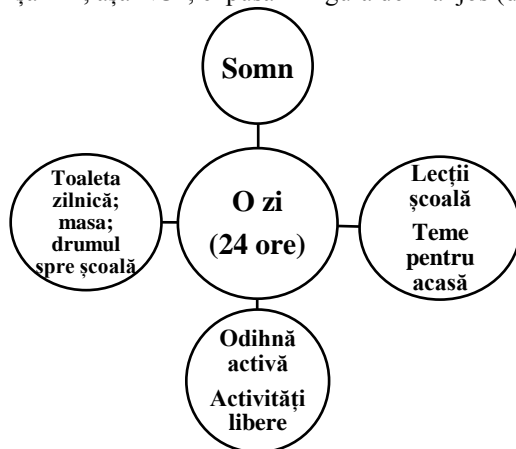 Somn
Toaleta
zilnică;
masa;
drumul
spre școală
O zi
(24 ore)
Lecții
școală
Teme
pentru
acasă
Odihnă
activă
Activități
libere